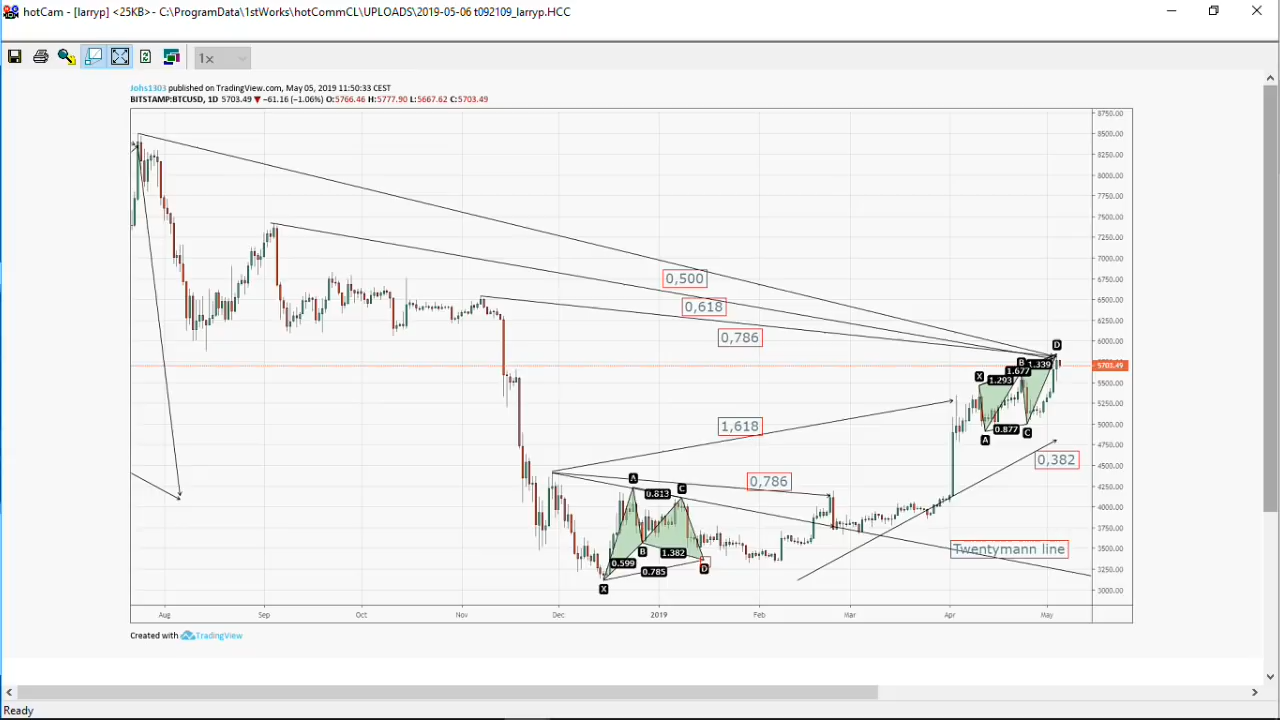 hotCam - [larryp] <25KB>- C:\ProgramData\1stWorks\hotCommCL\UPLOADS\2019-05-06 t092109_larryp.HCC
1x
Johs1303 published on TradingView.com, May 05, 2019 11:50:33 CEST
BITSTAMP:BTCUSD, 1D 5703.49 ▼ −61.16 (−1.06%) O:5766.46 H:5777.90 L:5667.62 C:5703.49
8750.00
8500.00
8250.00
8000.00
7750.00
7500.00
7250.00
7000.00
6750.00
0,500
6500.00
0,618
6250.00
0,786
6000.00
D
B
1.339
5703.49
1.677
X
1.293
5500.00
5250.00
1,618
5000.00
0.877
C
A
4750.00
0,382
4500.00
0,786
A
0.813
C
4250.00
4000.00
3750.00
B
1.382
Twentymann line
3500.00
0.599
0.785
D
3250.00
X
3000.00
Aug
Sep
Oct
Nov
Dec
2019
Feb
Mar
Apr
May
Created with TradingView
Ready